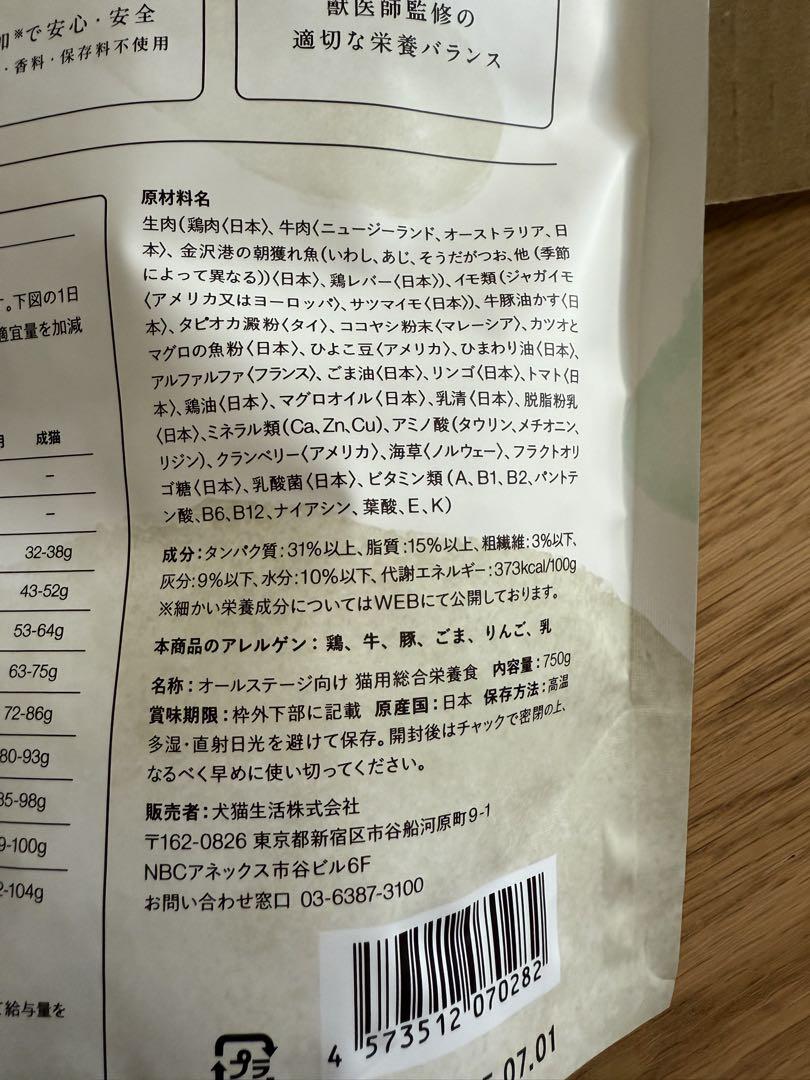 加※で安心・安全
・香料・保存料不使用
獣医師監修の
適切な栄養バランス
す。下図の1日
適宜量を加減
月 成猫
–
–
32-38g
43-52g
53-64g
63-75g
72-86g
80-93g
85-98g
9-100g
2-104g
て給与量を
原材料名
生肉(鶏肉〈日本〉、牛肉〈ニュージーランド、オーストラリア、日
本〉、金沢港の朝獲れ魚(いわし、あじ、そうだがつお、他(季節
によって異なる))〈日本〉、鶏レバー〈日本〉)、イモ類(ジャガイモ
〈アメリカ又はヨーロッパ〉、サツマイモ〈日本〉)、牛豚油かす〈日
本〉、タピオカ澱粉〈タイ〉、ココヤシ粉末〈マレーシア〉、カツオと
マグロの魚粉〈日本〉、ひよこ豆〈アメリカ〉、ひまわり油〈日本〉、
アルファルファ〈フランス〉、ごま油〈日本〉、リンゴ〈日本〉、トマト〈日
本〉、鶏油〈日本〉、マグロオイル〈日本〉、乳清〈日本〉、脱脂粉乳
〈日本〉、ミネラル類(Ca、Zn、Cu)、アミノ酸(タウリン、メチオニン、
リジン)、クランベリー〈アメリカ〉、海草〈ノルウェー〉、フラクトオリ
ゴ糖〈日本〉、乳酸菌〈日本〉、ビタミン類(A、B1、B2、パントテ
ン酸、B6、B12、ナイアシン、葉酸、E、K)
成分:タンパク質:31%以上、脂質:15%以上、粗繊維:3%以下、
灰分:9%以下、水分:10%以下、代謝エネルギー:373kcal/100g
※細かい栄養成分についてはWEBにて公開しております。
本商品のアレルゲン:鶏、牛、豚、ごま、りんご、乳
名称:オールステージ向け 猫用総合栄養食 内容量:750g
賞味期限:枠外下部に記載 原産国:日本 保存方法:高温
多湿・直射日光を避けて保存。開封後はチャックで密閉の上、
なるべく早めに使い切ってください。
販売者:犬猫生活株式会社
〒162-0826 東京都新宿区市谷船河原町9-1
NBCアネックス市谷ビル6F
お問い合わせ窓口 03-6387-3100
4 573512 070282
プラ
.07.01